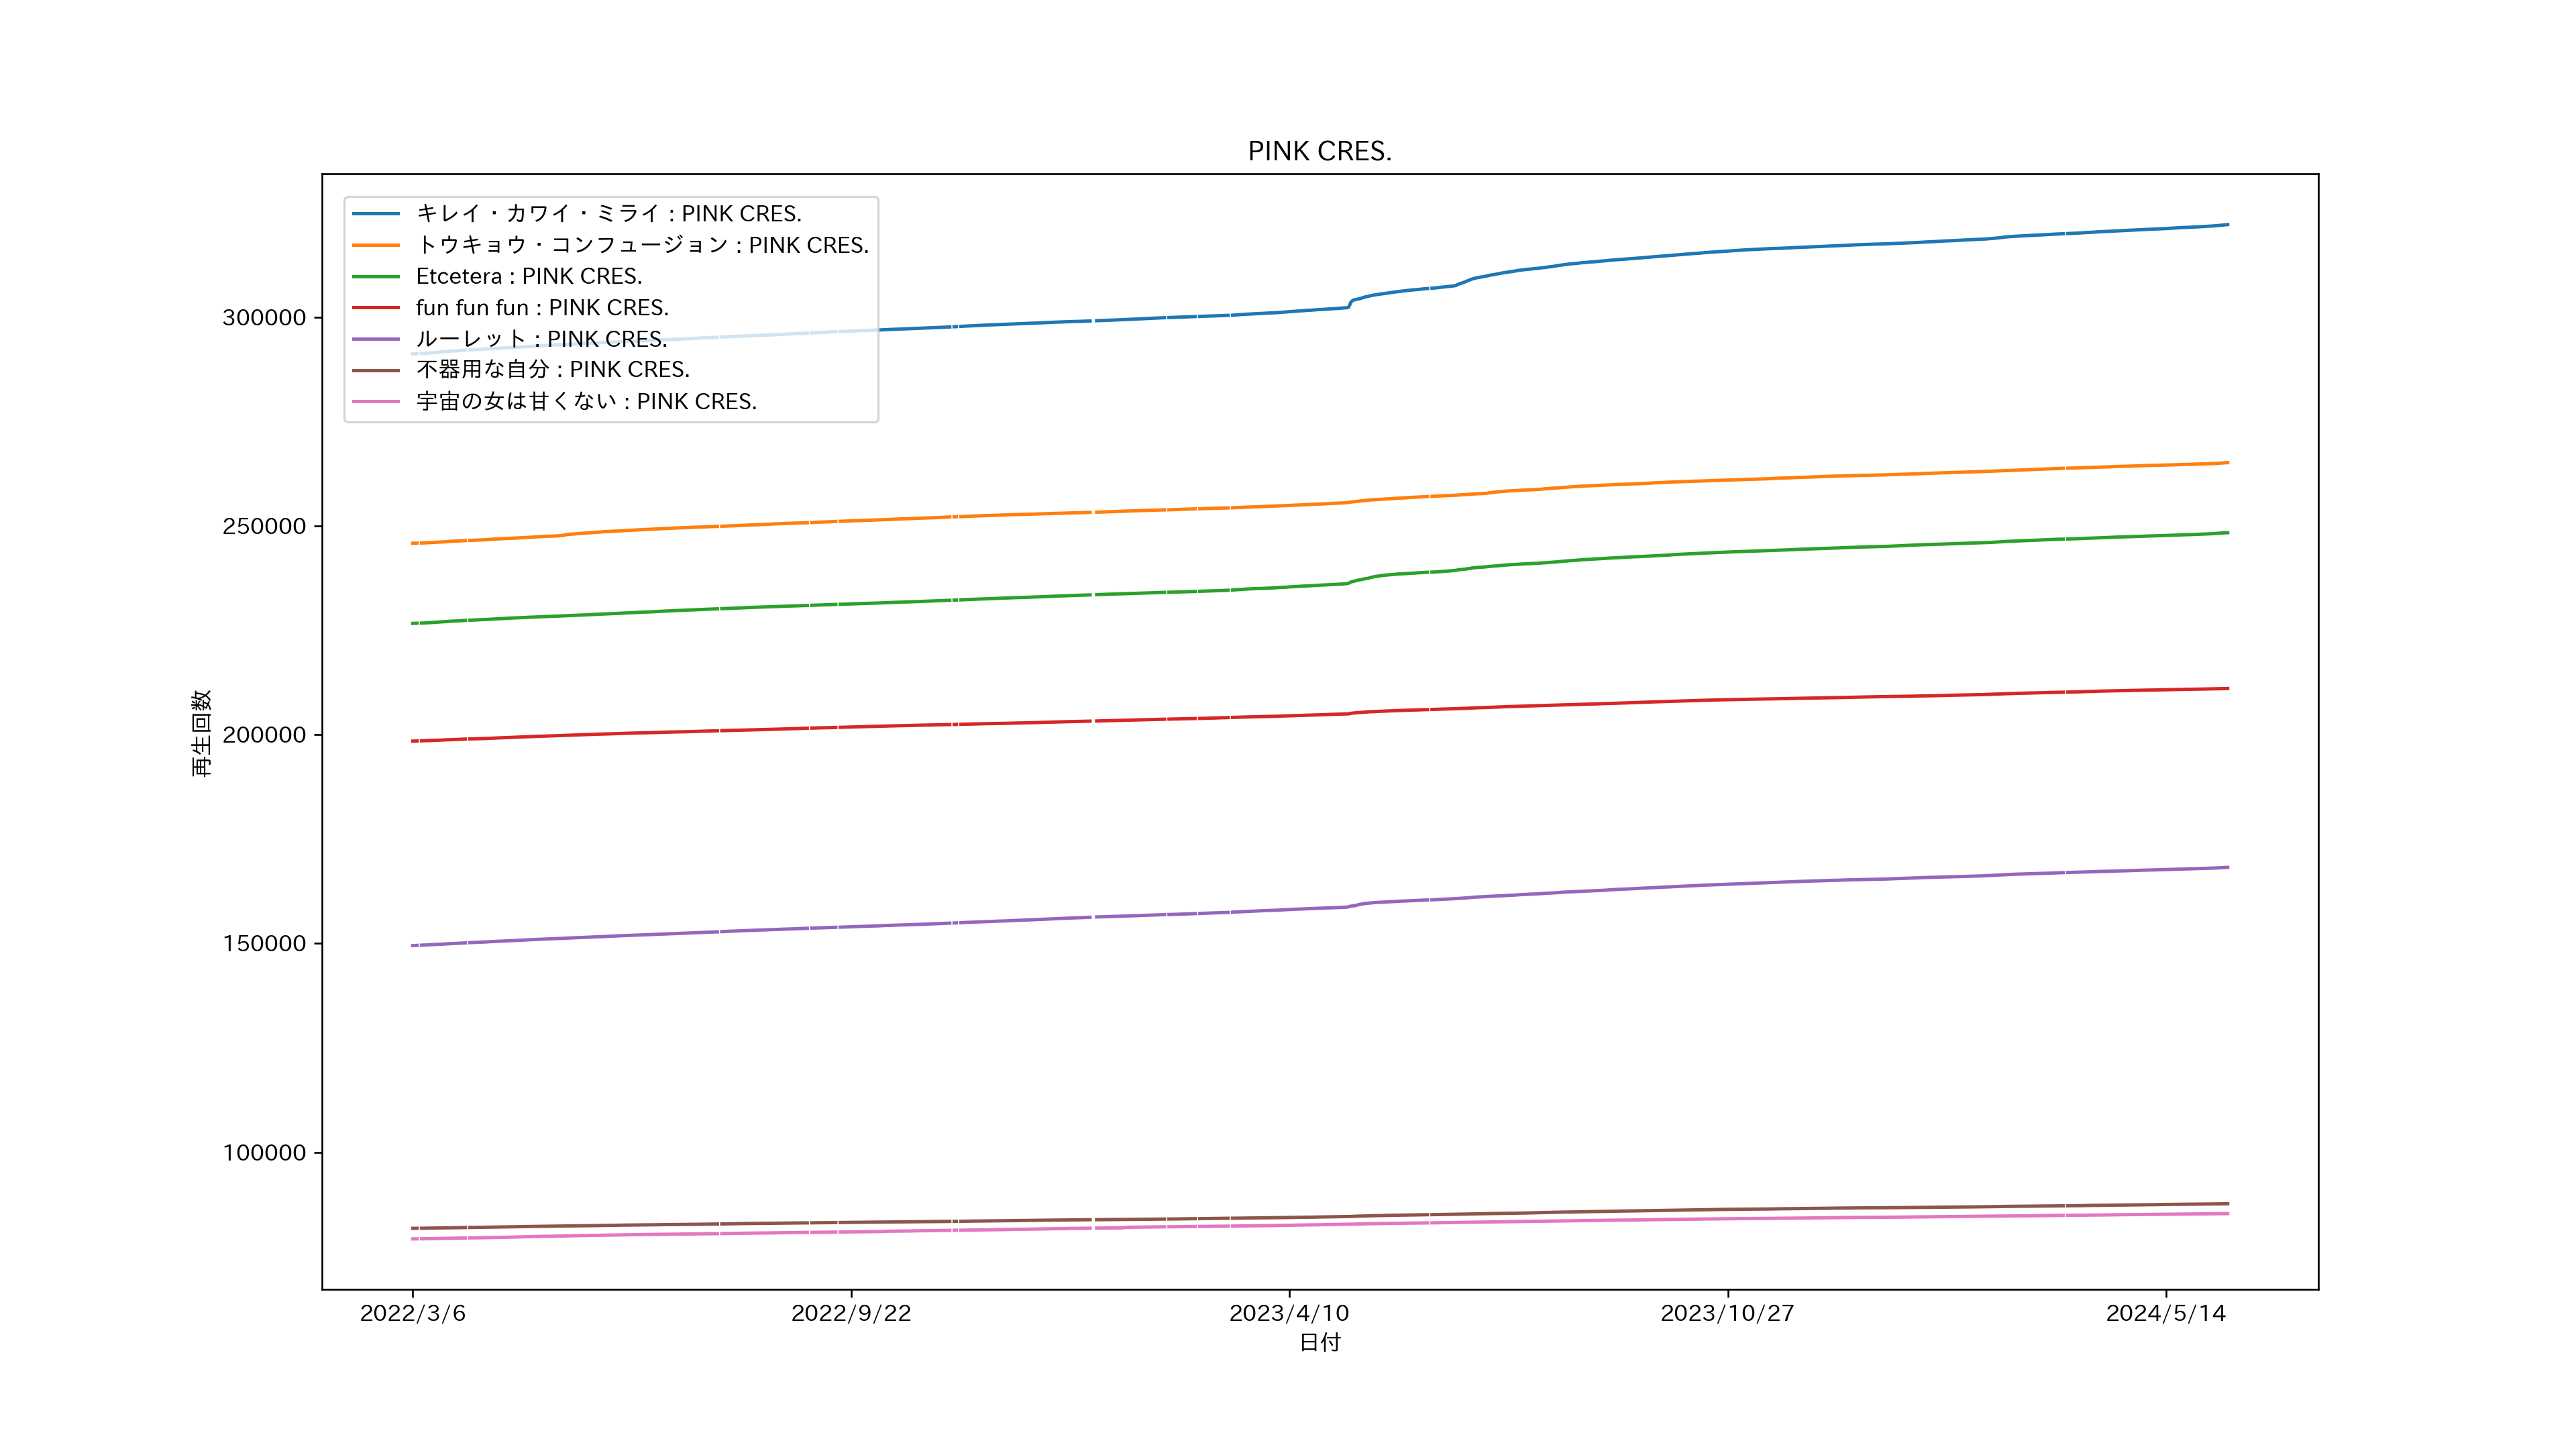 PINK CRES.
キレイ・カワイ・ミライ : PINK CRES.
トウキョウ・コンフュージョン : PINK CRES.
Etcetera : PINK CRES.
fun fun fun : PINK CRES.
ルーレット : PINK CRES.
不器用な自分 : PINK CRES.
宇宙の女は甘くない : PINK CRES.
300000
250000
200000
150000
100000
再生回数
2022/3/6
2022/9/22
2023/4/10
2023/10/27
2024/5/14
日付